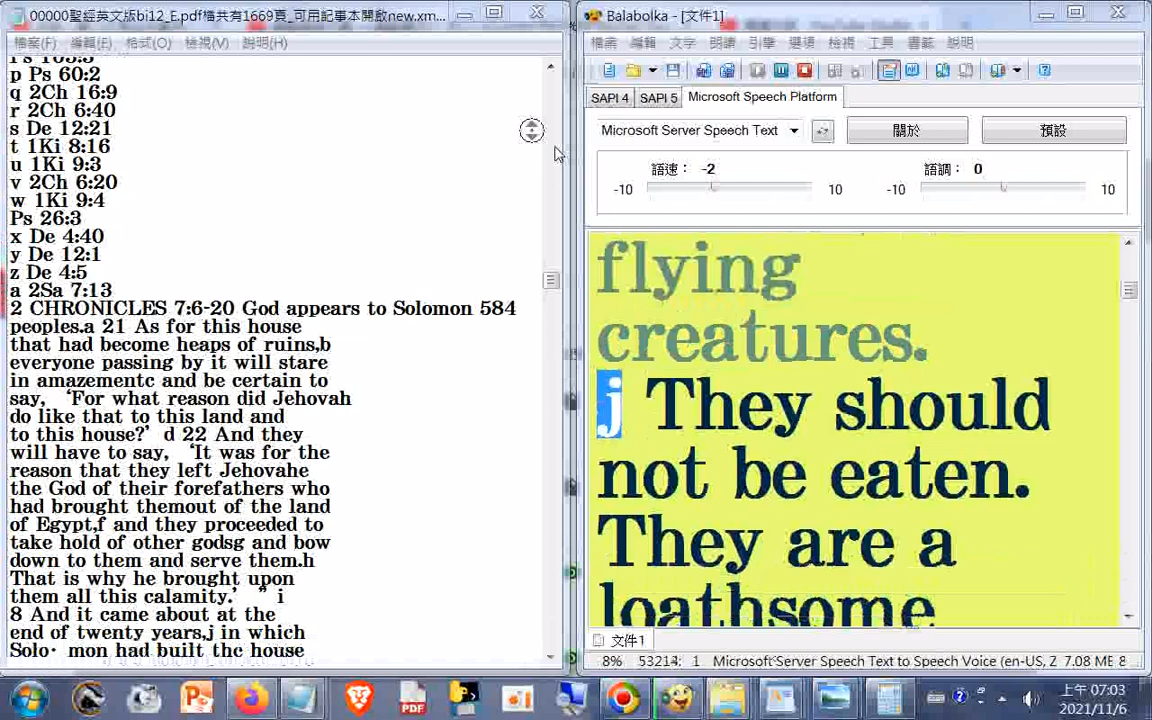 00000聖經英文版bi12_E.pdf檔共有1669頁_可用記事本開啟new.xm...
檔案(F) 編輯(E) 格式(O) 檢視(V) 說明(H)
Ps 103:3
p Ps 60:2
q 2Ch 16:9
r 2Ch 6:40
s De 12:21
t 1Ki 8:16
u 1Ki 9:3
v 2Ch 6:20
w 1Ki 9:4
Ps 26:3
x De 4:40
y De 12:1
z De 4:5
a 2Sa 7:13
2 CHRONICLES 7:6-20 God appears to Solomon 584
peoples.a 21 As for this house
that had become heaps of ruins,b
everyone passing by it will stare
in amazementc and be certain to
say, ‘For what reason did Jehovah
do like that to this land and
to this house?’ d 22 And they
will have to say, ‘It was for the
reason that they left Jehovahe
the God of their forefathers who
had brought themout of the land
of Egypt,f and they proceeded to
take hold of other godsg and bow
down to them and serve them.h
That is why he brought upon
them all this calamity.’ ” i
8 And it came about at the
end of twenty years,j in which
Solo· mon had built the house
Balabolka - [文件1]
檔案 編輯 文字 朗讀 引擎 選項 檢視 工具 書籤 說明
SAPI 4 SAPI 5 Microsoft Speech Platform
Microsoft Server Speech Text 關於 預設
語速： -2 語調： 0
-10 10 -10 10
flying
creatures.
j They should
not be eaten.
They are a
loathsome
文件1
8% 53214: 1 Microsoft Server Speech Text to Speech Voice (en-US, Z 7.08 MB 8
上午 07:03
2021/11/6